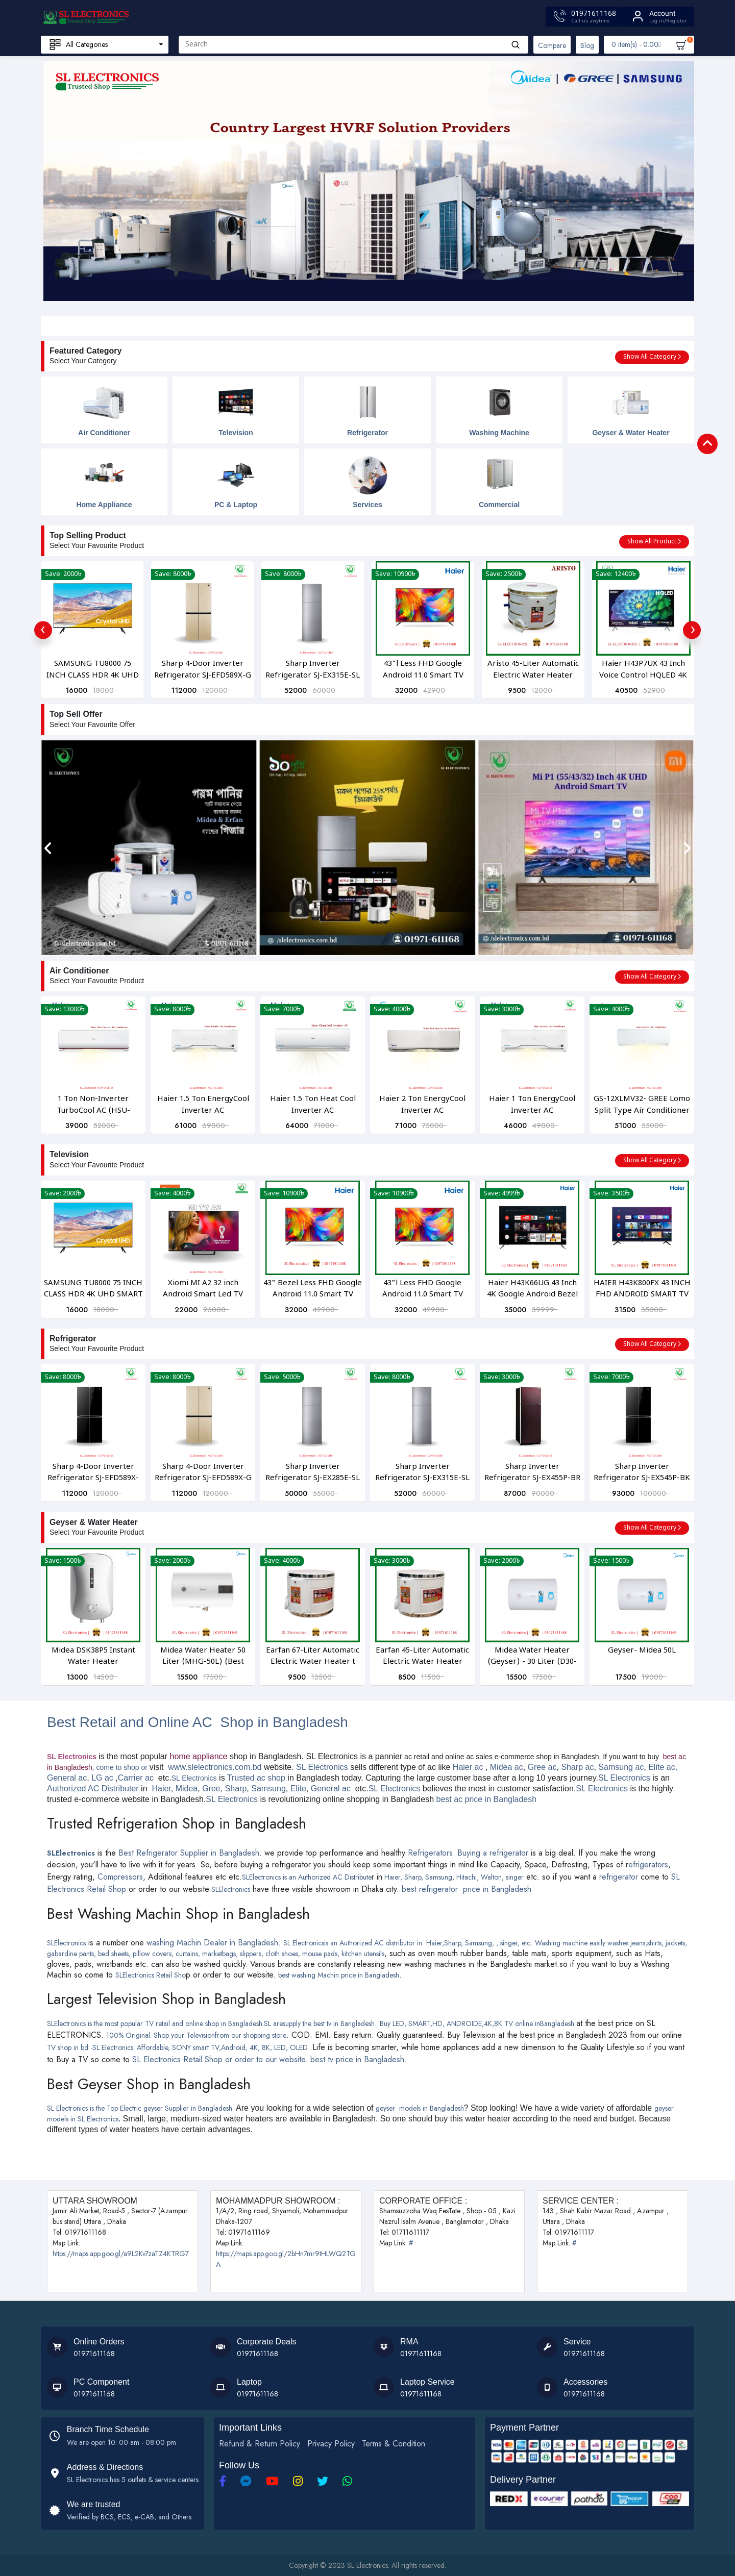 SL ELECTRONICS
01971611168
Call us anytime
Account
Log in/Register
All Categories
Search
Compare
Blog
0 item(s) - 0.00৳
0
SL ELECTRONICS
Trusted Shop
Midea | GREE | SAMSUNG
Country Largest HVRF Solution Providers
Featured Category
Select Your Category
Show All Category
Air Conditioner
Television
Refrigerator
Washing Machine
Geyser & Water Heater
Home Appliance
PC & Laptop
Services
Commercial
Top Selling Product
Select Your Favourite Product
Show All Product
Save: 2000৳
Save: 8000৳
Save: 8000৳
Save: 10900৳
Haier
Save: 2500৳
ARISTO
Save: 12400৳
Haier
SAMSUNG TU8000 75 INCH CLASS HDR 4K UHD
16000 18000
Sharp 4-Door Inverter Refrigerator SJ-EFD589X-G
112000 120000
Sharp Inverter Refrigerator SJ-EX315E-SL
52000 60000
43"l Less FHD Google Android 11.0 Smart TV
32000 42900
Aristo 45-Liter Automatic Electric Water Heater
9500 12000
Haier H43P7UX 43 Inch Voice Control HQLED 4K
40500 52900
Top Sell Offer
Select Your Favourite Offer
SL ELECTRONICS
গরম পানির
Midea & Erfan
গিজার
/slelectronics.com.bd
01971-611168
১০
SL ELECTRONICS
/slelectronics.com.bd
01971-611168
SL ELECTRONICS
Mi P1 (55/43/32) Inch 4K UHD
Android Smart TV
/slelectronics.com.bd
01971-611168
Air Conditioner
Select Your Favourite Product
Show All Category
Save: 13000৳
Save: 8000৳
Save: 7000৳
Save: 4000৳
Save: 3000৳
Save: 4000৳
1 Ton Non-Inverter TurboCool AC (HSU-
39000 52000
Haier 1.5 Ton EnergyCool Inverter AC
61000 69000
Haier 1.5 Ton Heat Cool Inverter AC
64000 71000
Haier 2 Ton EnergyCool Inverter AC
71000 75000
Haier 1 Ton EnergyCool Inverter AC
46000 49000
GS-12XLMV32- GREE Lomo Split Type Air Conditioner
51000 55000
Television
Select Your Favourite Product
Show All Category
Save: 2000৳
Save: 4000৳
Save: 10900৳
Save: 10900৳
Save: 4999৳
Save: 3500৳
SAMSUNG TU8000 75 INCH CLASS HDR 4K UHD SMART
16000 18000
Xiomi MI A2 32 inch Android Smart Led TV
22000 26000
43" Bezel Less FHD Google Android 11.0 Smart TV
32000 42900
43"l Less FHD Google Android 11.0 Smart TV
32000 42900
Haier H43K66UG 43 Inch 4K Google Android Bezel
35000 39999
HAIER H43K800FX 43 INCH FHD ANDROID SMART TV
31500 35000
Refrigerator
Select Your Favourite Product
Show All Category
Save: 8000৳
Save: 8000৳
Save: 5000৳
Save: 8000৳
Save: 3000৳
Save: 7000৳
Sharp 4-Door Inverter Refrigerator SJ-EFD589X-
112000 120000
Sharp 4-Door Inverter Refrigerator SJ-EFD589X-G
112000 120000
Sharp Inverter Refrigerator SJ-EX285E-SL
50000 55000
Sharp Inverter Refrigerator SJ-EX315E-SL
52000 60000
Sharp Inverter Refrigerator SJ-EX455P-BR
87000 90000
Sharp Inverter Refrigerator SJ-EX545P-BK
93000 100000
Geyser & Water Heater
Select Your Favourite Product
Show All Category
Save: 1500৳
Save: 2000৳
Save: 4000৳
Save: 3000৳
Save: 2000৳
Save: 1500৳
Midea DSK38P5 Instant Water Heater
13000 14500
Midea Water Heater 50 Liter (MHG-50L) (Best
15500 17500
Earfan 67-Liter Automatic Electric Water Heater t
9500 13500
Earfan 45-Liter Automatic Electric Water Heater
8500 11500
Midea Water Heater (Geyser) - 30 Liter (D30-
15500 17500
Geyser- Midea 50L
17500 19000
Best Retail and Online AC  Shop in Bangladesh
SL Electronics is the most popular home appliance shop in Bangladesh. SL Electronics is a pannier ac retail and online ac sales e-commerce shop in Bangladesh. If you want to buy  best ac
price in Bangladesh, come to shop or visit  www.slelectronics.com.bd website. SL Electronics sells different type of ac like Haier ac , Midea ac, Gree ac, Sharp ac, Samsung ac, Elite ac,
General ac, LG ac ,Carrier ac  etc.SL Electronics is Trusted ac shop in Bangladesh today. Capturing the large customer base after a long 10 years journey.SL Electronics is an
Authorized AC Distributer in  Haier, Midea, Gree, Sharp, Samsung, Elite, General ac  etc.SL Electronics believes the most in customer satisfaction.SL Electronics is the highly
trusted e-commerce website in Bangladesh.SL Electronics is revolutionizing online shopping in Bangladesh best ac price in Bangladesh
Trusted Refrigeration Shop in Bangladesh
SLElectronics is the Best Refrigerator Supplier in Bangladesh. we provide top performance and healthy Refrigerators. Buying a refrigerator is a big deal. If you make the wrong
decision, you'll have to live with it for years. So, before buying a refrigerator you should keep some important things in mind like Capacity, Space, Defrosting, Types of refrigerators,
Energy rating, Compressors, Additional features etc etc.SLElectronics is an Authorized AC Distributer in Haier, Sharp, Samsung, Hitachi, Walton, singer etc. so if you want a refrigerator come to SL
Electronics Retail Shop or order to our website.SLElectronics have three visible showroom in Dhaka city. best refrigerator  price in Bangladesh
Best Washing Machin Shop in Bangladesh
SLElectronics is a number one washing Machin Dealer in Bangladesh. SL Electronicsis an Authorized AC distributor in  Haier,Sharp, Samsung, , singer, etc. Washing machine easily washes jeans,shirts, jackets,
gabardine pants, bed sheets, pillow covers, curtains, marketbags, slippers, cloth shoes, mouse pads, kitchen utensils, such as oven mouth rubber bands, table mats, sports equipment, such as Hats,
gloves, pads, wristbands etc. can also be washed quickly. Various brands are constantly releasing new washing machines in the Bangladeshi market.so if you want to buy a Washing
Machin so come to SLElectronics Retail Shop or order to our website. best washing Machin price in Bangladesh.
Largest Television Shop in Bangladesh
SLElectronics is the most popular TV retail and online shop in Bangladesh.SL aresupply the best tv in Bangladesh. Buy LED, SMART,HD, ANDROIDE,4K,8K TV online inBangladesh at the best price on SL
ELECTRONICS. 100% Original. Shop your Televisionfrom our shopping store. COD. EMI. Easy return. Quality guaranteed. Buy Television at the best price in Bangladesh 2023 from our online
TV shop in bd -SL Electronics. Affordable, SONY smart TV,Android, 4K, 8K, LED, OLED .Life is becoming smarter, while home appliances add a new dimension to the Quality Lifestyle.so if you want
to Buy a TV so come to SL Electronics Retail Shop or order to our website. best tv price in Bangladesh.
Best Geyser Shop in Bangladesh
SL Electronics is the Top Electric geyser Supplier in Bangladesh. Are you looking for a wide selection of geyser  models in Bangladesh? Stop looking! We have a wide variety of affordable geyser
models in SL Electronics. Small, large, medium-sized water heaters are available in Bangladesh. So one should buy this water heater according to the need and budget. Because
different types of water heaters have certain advantages.
UTTARA SHOWROOM
Jamir Ali Market, Road-5 , Sector-7 (Azampur bus stand) Uttara , Dhaka
Tel: 01971611168
Map Link:
https://maps.app.goo.gl/a9L2Kv7zaTZ4KTRG7
MOHAMMADPUR SHOWROOM :
1/A/2, Ring road, Shyamoli, Mohammadpur Dhaka-1207
Tel: 01971611169
Map Link:
https://maps.app.goo.gl/2bHn7mr9tHLWQ2TGA
CORPORATE OFFICE :
Shamsuzzoha Waq FesTate , Shop - 05 , Kazi Nazrul Isalm Avenue , Banglamotor , Dhaka
Tel: 01711611117
Map Link: #
SERVICE CENTER :
143 , Shah Kabir Mazar Road , Azampur , Uttara , Dhaka
Tel: 01971611117
Map Link: #
Online Orders
01971611168
Corporate Deals
01971611168
RMA
01971611168
Service
01971611168
PC Component
01971611168
Laptop
01971611168
Laptop Service
01971611168
Accessories
01971611168
Branch Time Schedule
We are open 10: 00 am - 08:00 pm
Address & Directions
SL Electronics has 5 outlets & service centers
We are trusted
Verified by BCS, ECS, e-CAB, and Others
Important Links
Refund & Return Policy Privacy Policy Terms & Condition
Follow Us
Payment Partner
Delivery Partner
REDX
e courier
pathao
Copyright © 2023 SL Electronics. All rights reserved.